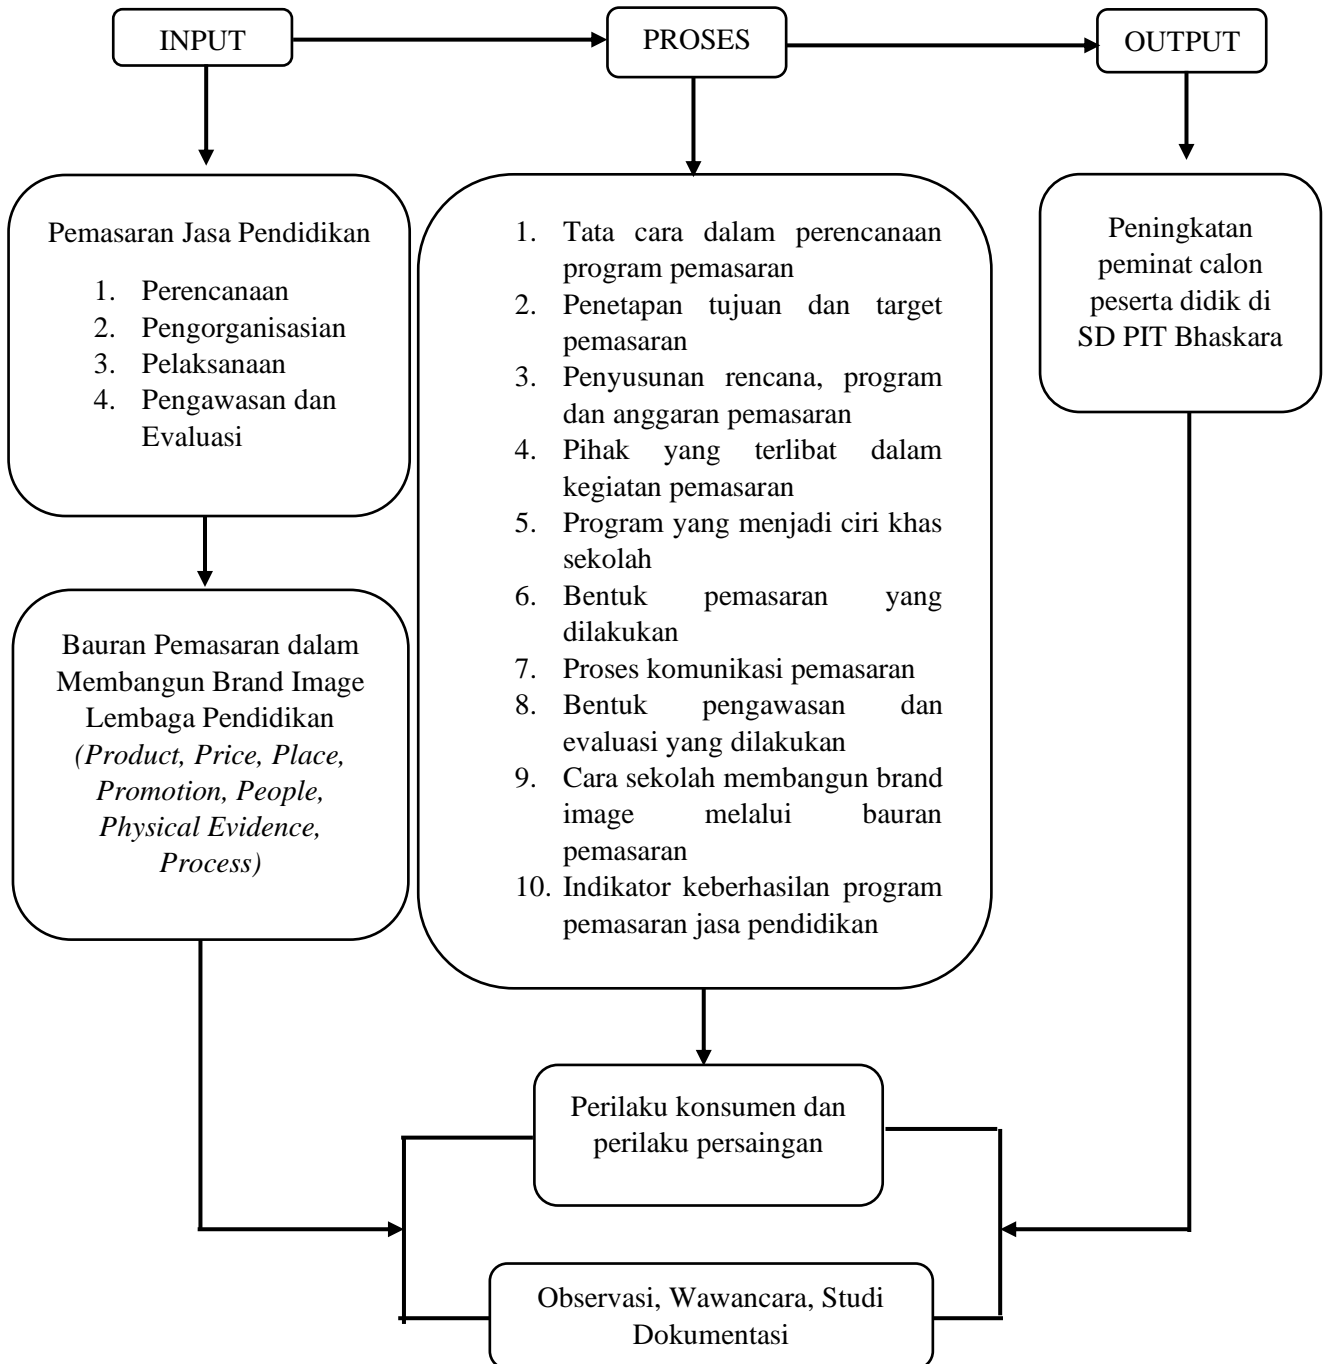 INPUT
PROSES
OUTPUT
Pemasaran Jasa Pendidikan
1. Perencanaan
2. Pengorganisasian
3. Pelaksanaan
4. Pengawasan dan
Evaluasi
Bauran Pemasaran dalam
Membangun Brand Image
Lembaga Pendidikan
(Product, Price, Place,
Promotion, People,
Physical Evidence,
Process)
1. Tata cara dalam perencanaan
program pemasaran
2. Penetapan tujuan dan target
pemasaran
3. Penyusunan rencana, program
dan anggaran pemasaran
4. Pihak yang terlibat dalam
kegiatan pemasaran
5. Program yang menjadi ciri khas
sekolah
6. Bentuk pemasaran yang
dilakukan
7. Proses komunikasi pemasaran
8. Bentuk pengawasan dan
evaluasi yang dilakukan
9. Cara sekolah membangun brand
image melalui bauran
pemasaran
10. Indikator keberhasilan program
pemasaran jasa pendidikan
Peningkatan
peminat calon
peserta didik di
SD PIT Bhaskara
Perilaku konsumen dan
perilaku persaingan
Observasi, Wawancara, Studi
Dokumentasi